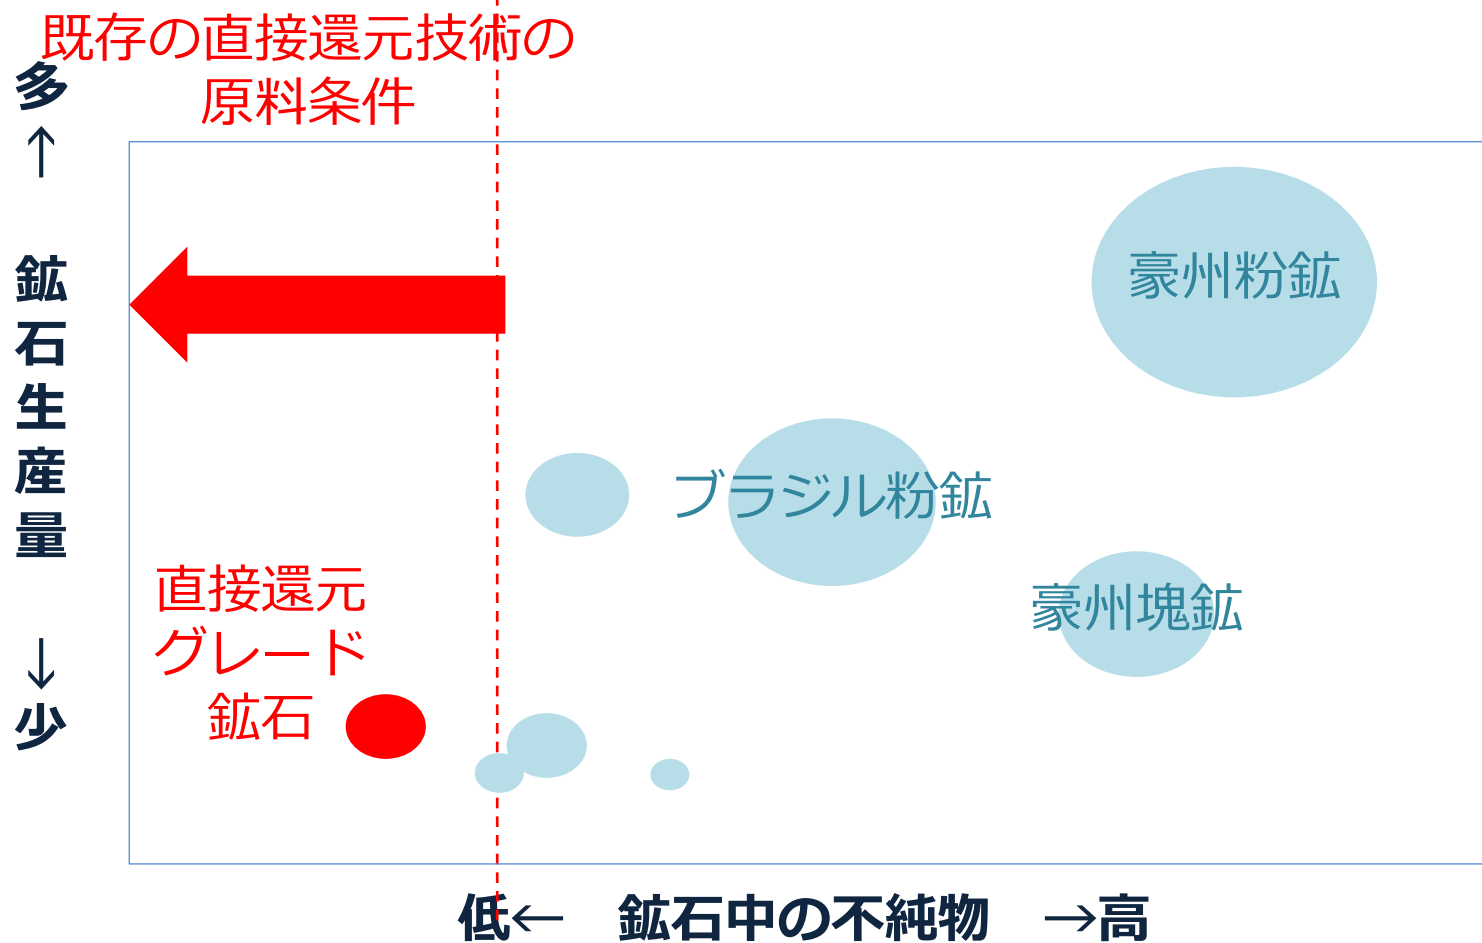 既存の直接還元技術の
原料条件
多
↑
鉱
石
生
産
量
↓
少
豪州粉鉱
ブラジル粉鉱
豪州塊鉱
直接還元
グレード
鉱石
低← 鉱石中の不純物 →高